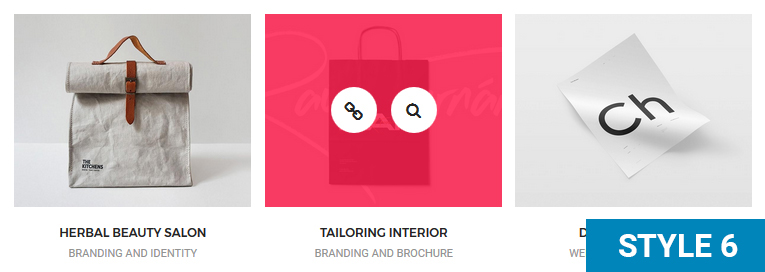 THE
KITCHENS
Ch
HERBAL BEAUTY SALON
BRANDING AND IDENTITY
TAILORING INTERIOR
BRANDING AND BROCHURE
STYLE 6